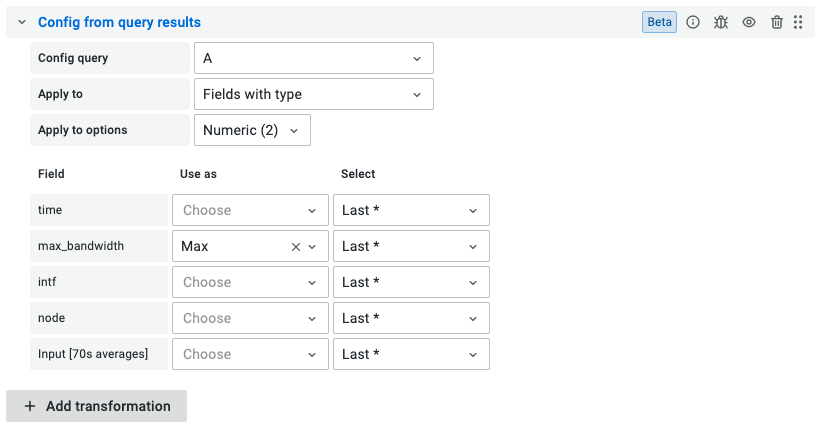 Config from query results Beta
Config query A
Apply to Fields with type
Apply to options Numeric (2)
Field Use as Select
time Choose Last *
max_bandwidth Max Last *
intf Choose Last *
node Choose Last *
Input [70s averages] Choose Last *
+ Add transformation